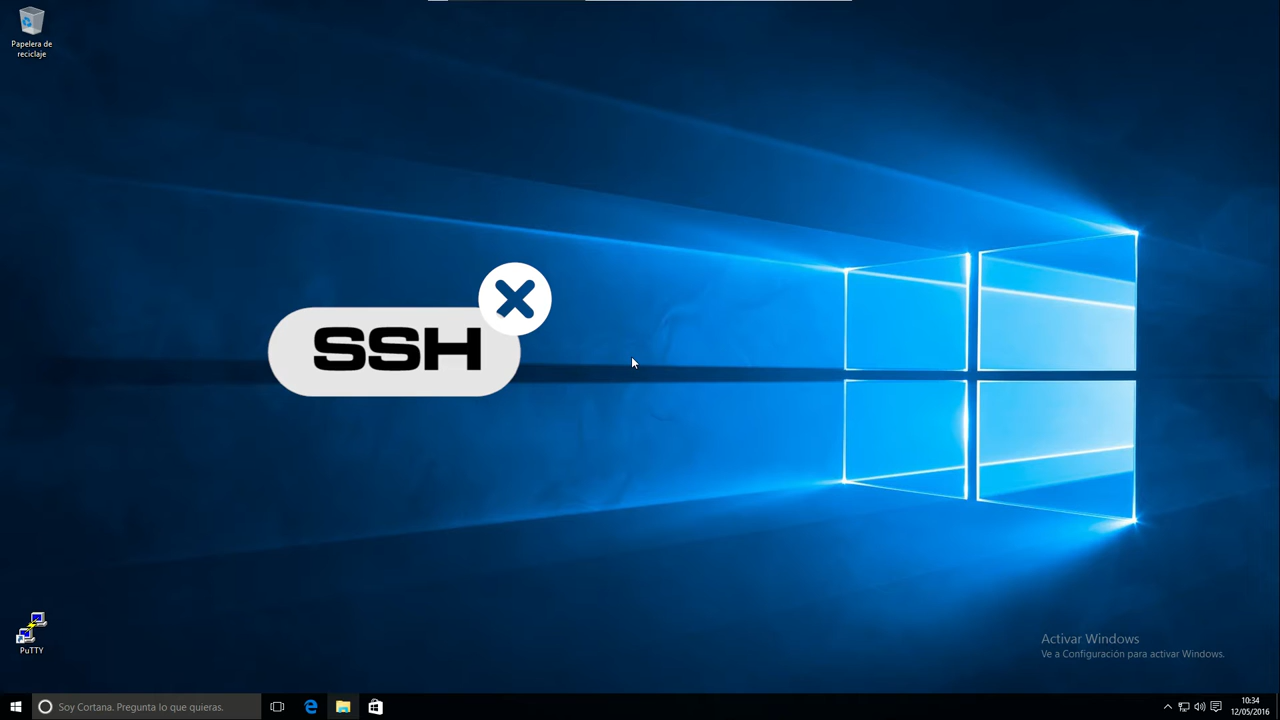 Papelera de
reciclaje
SSH
PuTTY
Activar Windows
Ve a Configuración para activar Windows.
Soy Cortana. Pregunta lo que quieras.
10:34
12/05/2016